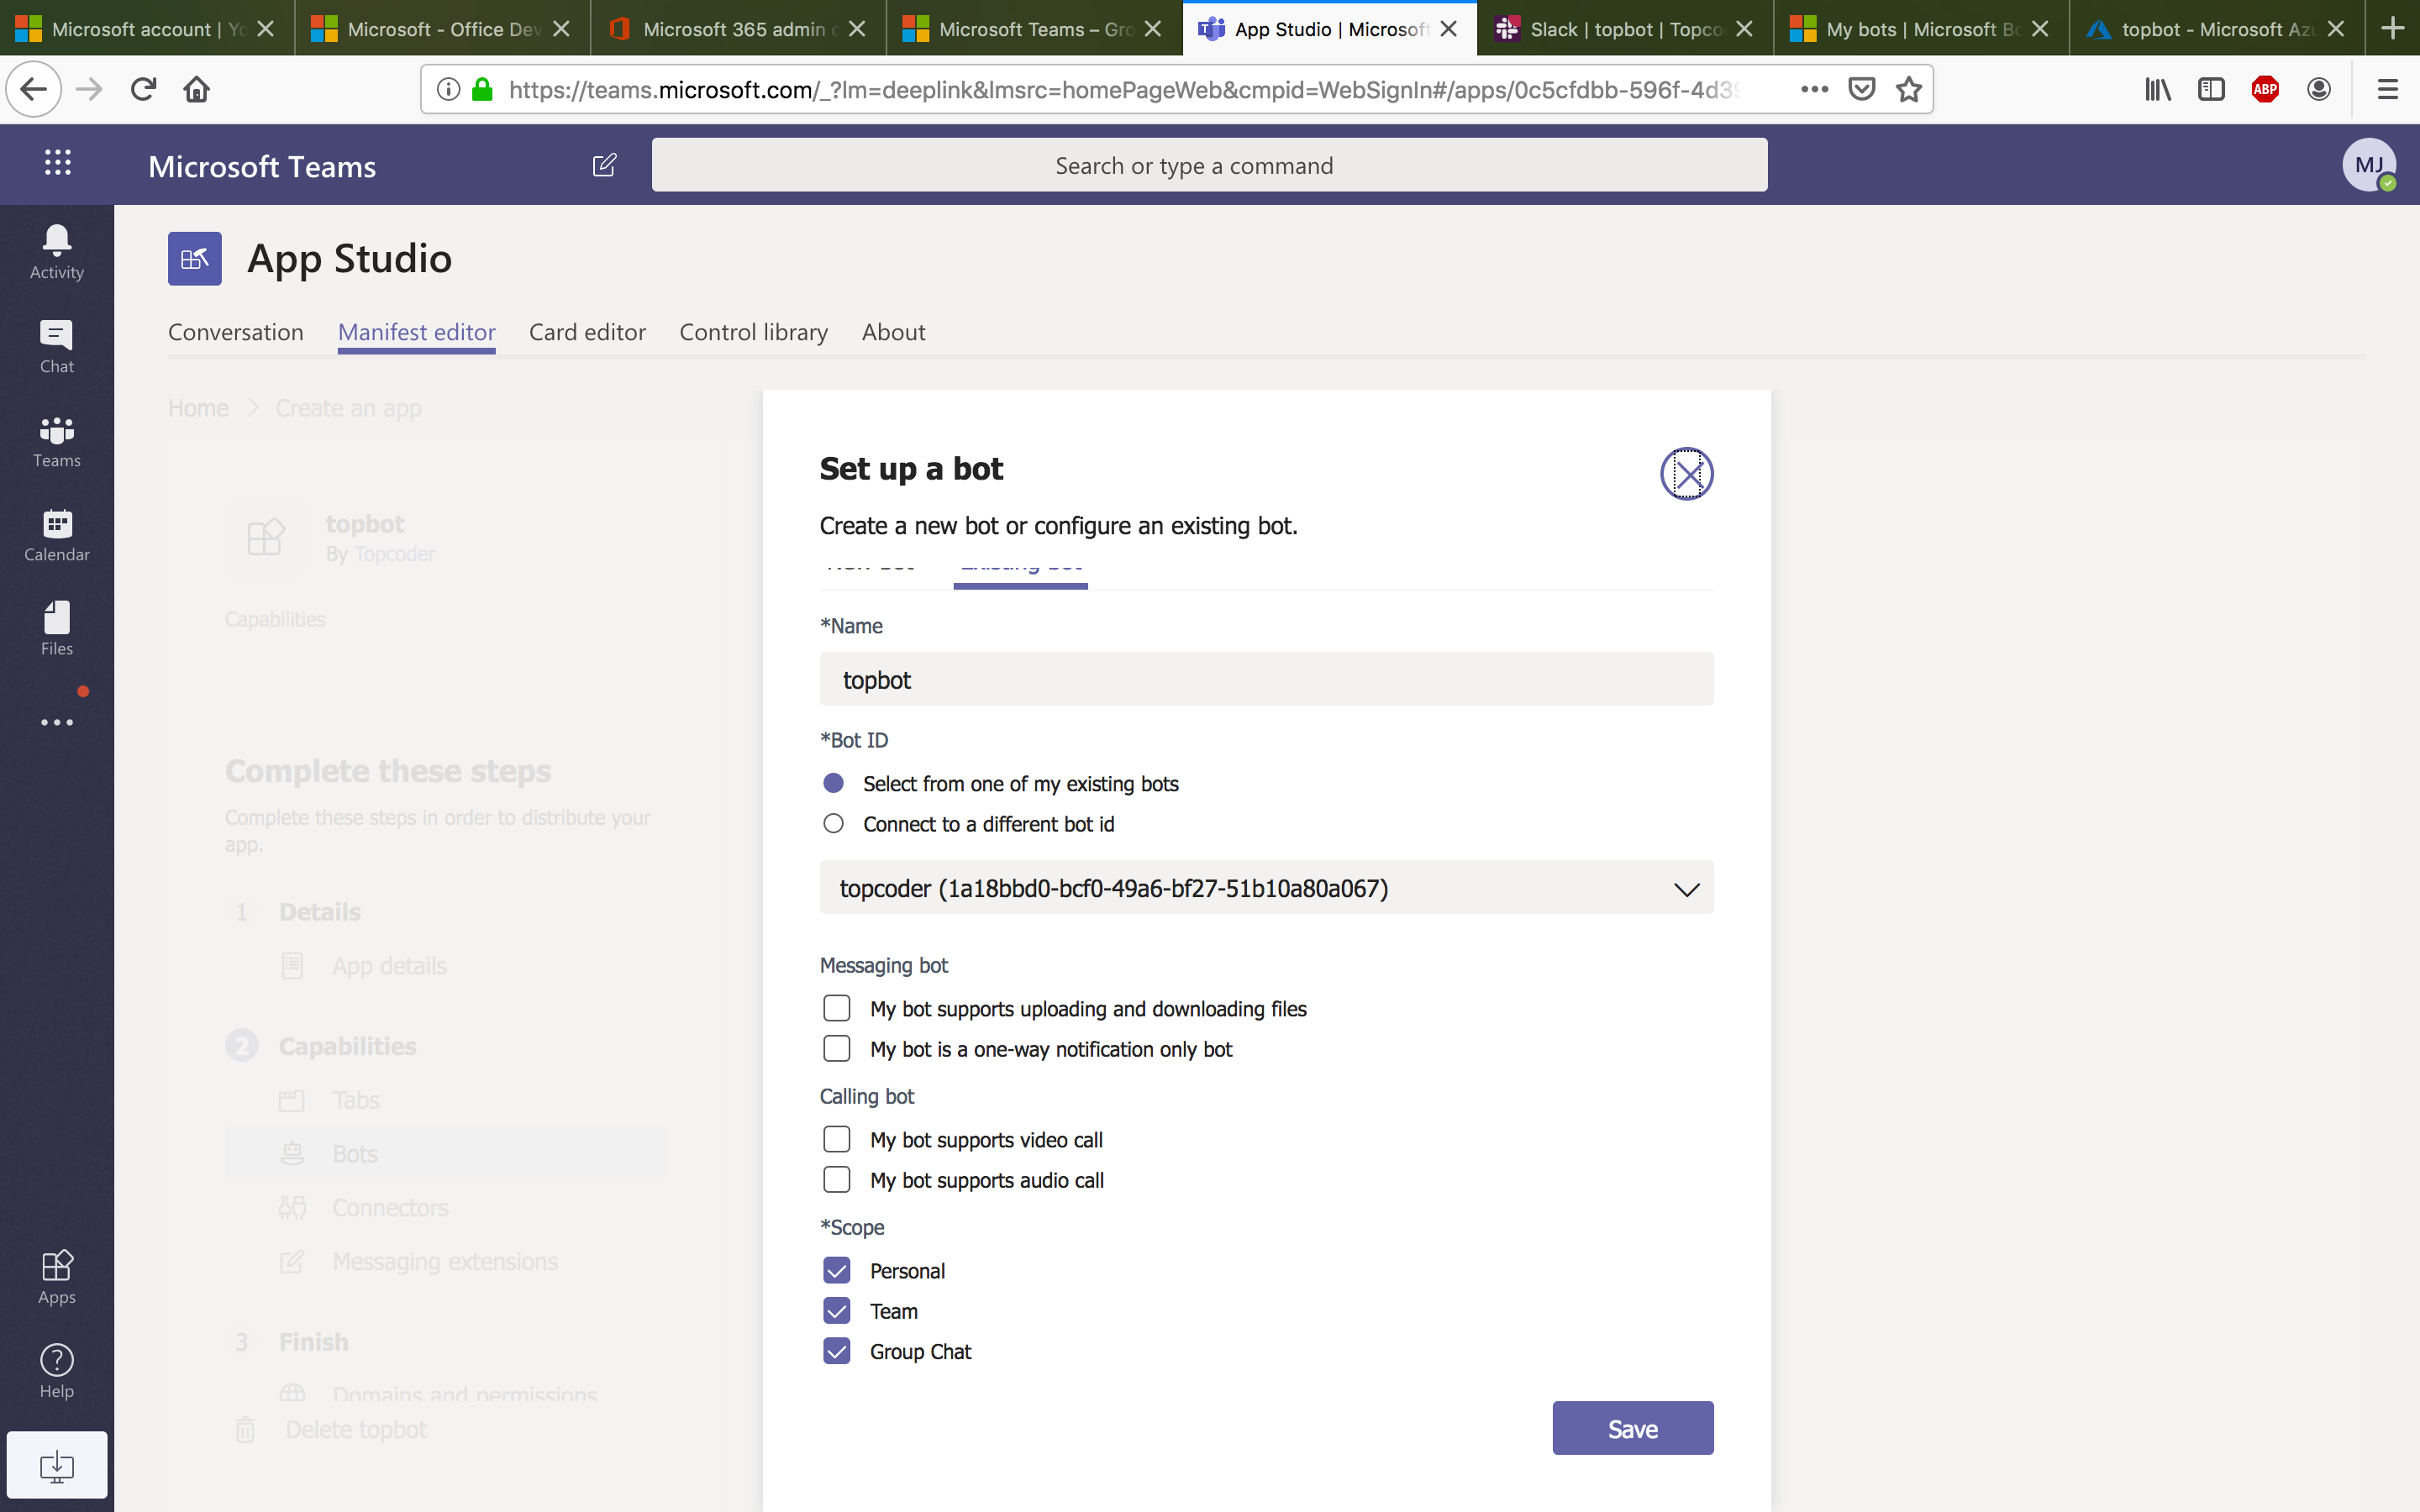 Microsoft account | Yo
Microsoft - Office Dev
Microsoft 365 admin c
Microsoft Teams – Gro
App Studio | Microsoft
Slack | topbot | Topco
My bots | Microsoft Bo
topbot - Microsoft Azu
https://teams.microsoft.com/_?lm=deeplink&lmsrc=homePageWeb&cmpid=WebSignIn#/apps/0c5cfdbb-596f-4d39
ABP
Microsoft Teams
Search or type a command
MJ
Activity
Chat
Teams
Calendar
Files
Apps
Help
App Studio
Conversation
Manifest editor
Card editor
Control library
About
Home
Create an app
topbot
By Topcoder
Capabilities
Complete these steps
Complete these steps in order to distribute your
app.
1 Details
App details
2 Capabilities
Tabs
Bots
Connectors
Messaging extensions
3 Finish
Domains and permissions
Delete topbot
Set up a bot
Create a new bot or configure an existing bot.
New bot
Existing bot
*Name
topbot
*Bot ID
Select from one of my existing bots
Connect to a different bot id
topcoder (1a18bbd0-bcf0-49a6-bf27-51b10a80a067)
Messaging bot
My bot supports uploading and downloading files
My bot is a one-way notification only bot
Calling bot
My bot supports video call
My bot supports audio call
*Scope
Personal
Team
Group Chat
Save